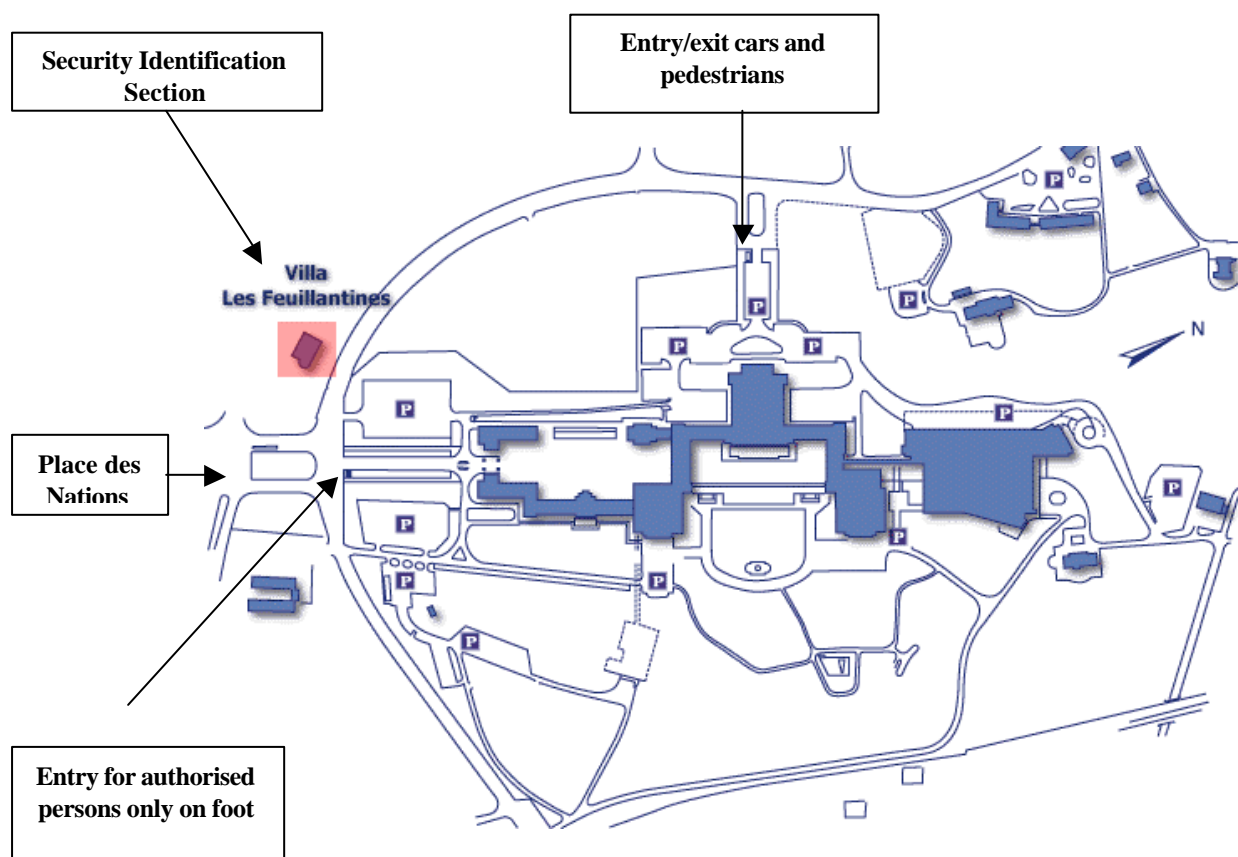 Security Identification
Section
Entry/exit cars and
pedestrians
P
Villa
Les Feuillantines
P
P
N
P
P
P
P
Place des
Nations
P
P
P
P
P
P
Entry for authorised
persons only on foot